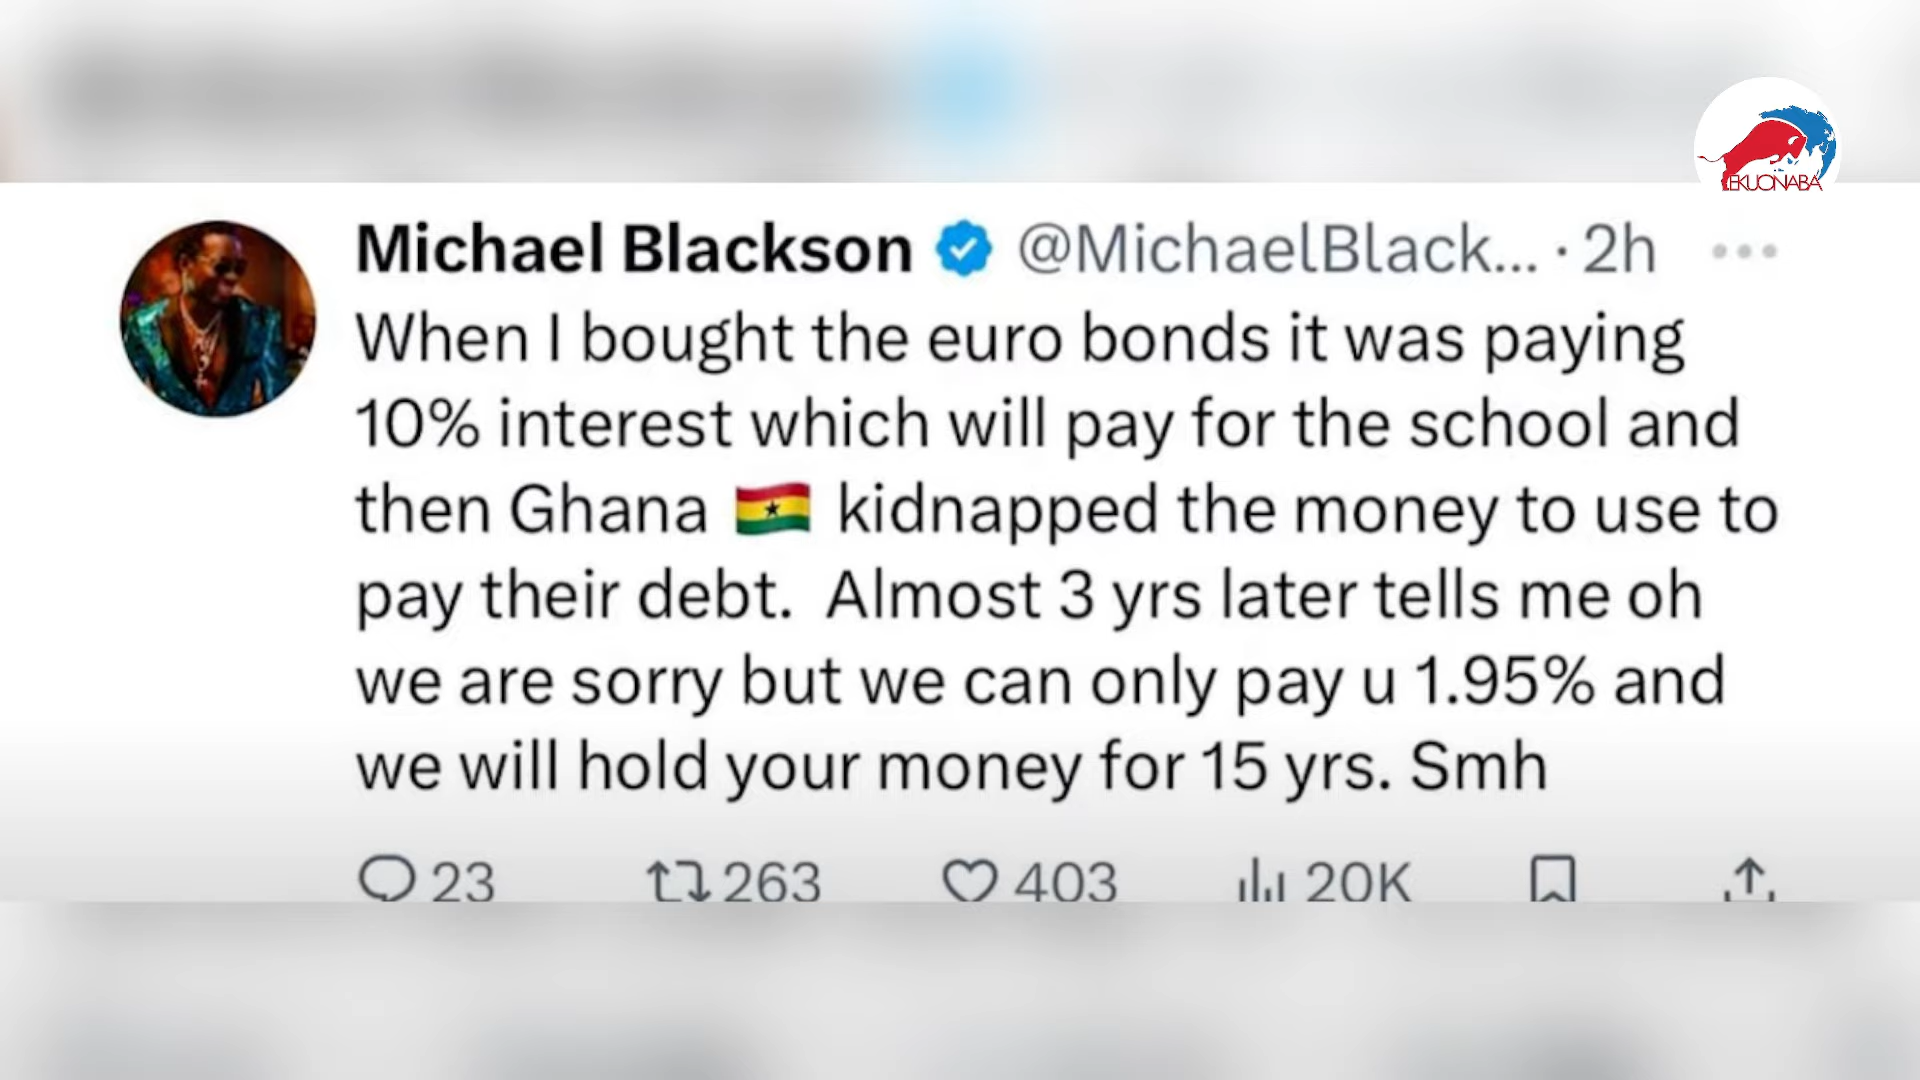 EKUONABA
Michael Blackson @MichaelBlack... · 2h
When I bought the euro bonds it was paying
10% interest which will pay for the school and
then Ghana 🇬🇭 kidnapped the money to use to
pay their debt. Almost 3 yrs later tells me oh
we are sorry but we can only pay u 1.95% and
we will hold your money for 15 yrs. Smh
23 263 403 20K